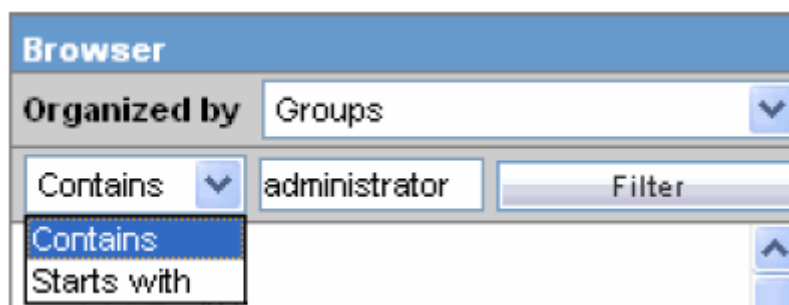 Browser
Organized by Groups
Contains administrator Filter
Contains
Starts with